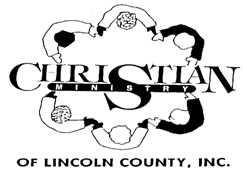 CHRISTIAN
MINISTRY
OF LINCOLN COUNTY, INC.